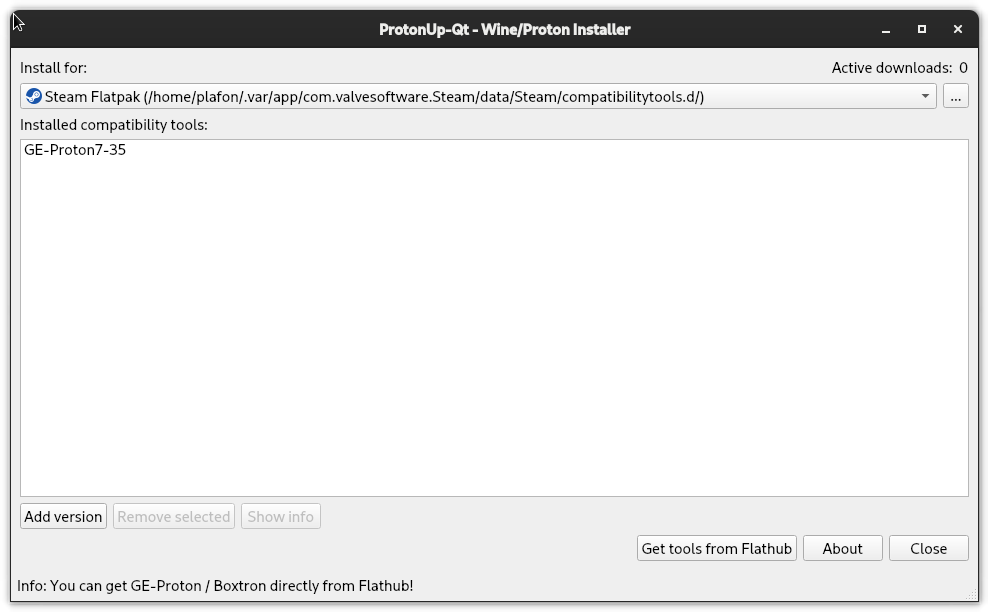 ProtonUp-Qt - Wine/Proton Installer
Install for: Active downloads: 0
Steam Flatpak (/home/plafon/.var/app/com.valvesoftware.Steam/data/Steam/compatibilitytools.d/) ...
Installed compatibility tools:
GE-Proton7-35
Add version Remove selected Show info
Get tools from Flathub About Close
Info: You can get GE-Proton / Boxtron directly from Flathub!